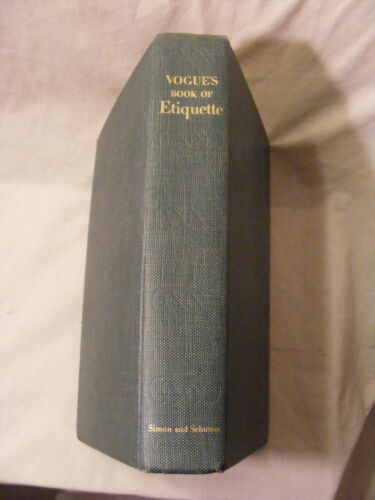 VOGUE'S
BOOK OF
Etiquette
Simon and Schuster